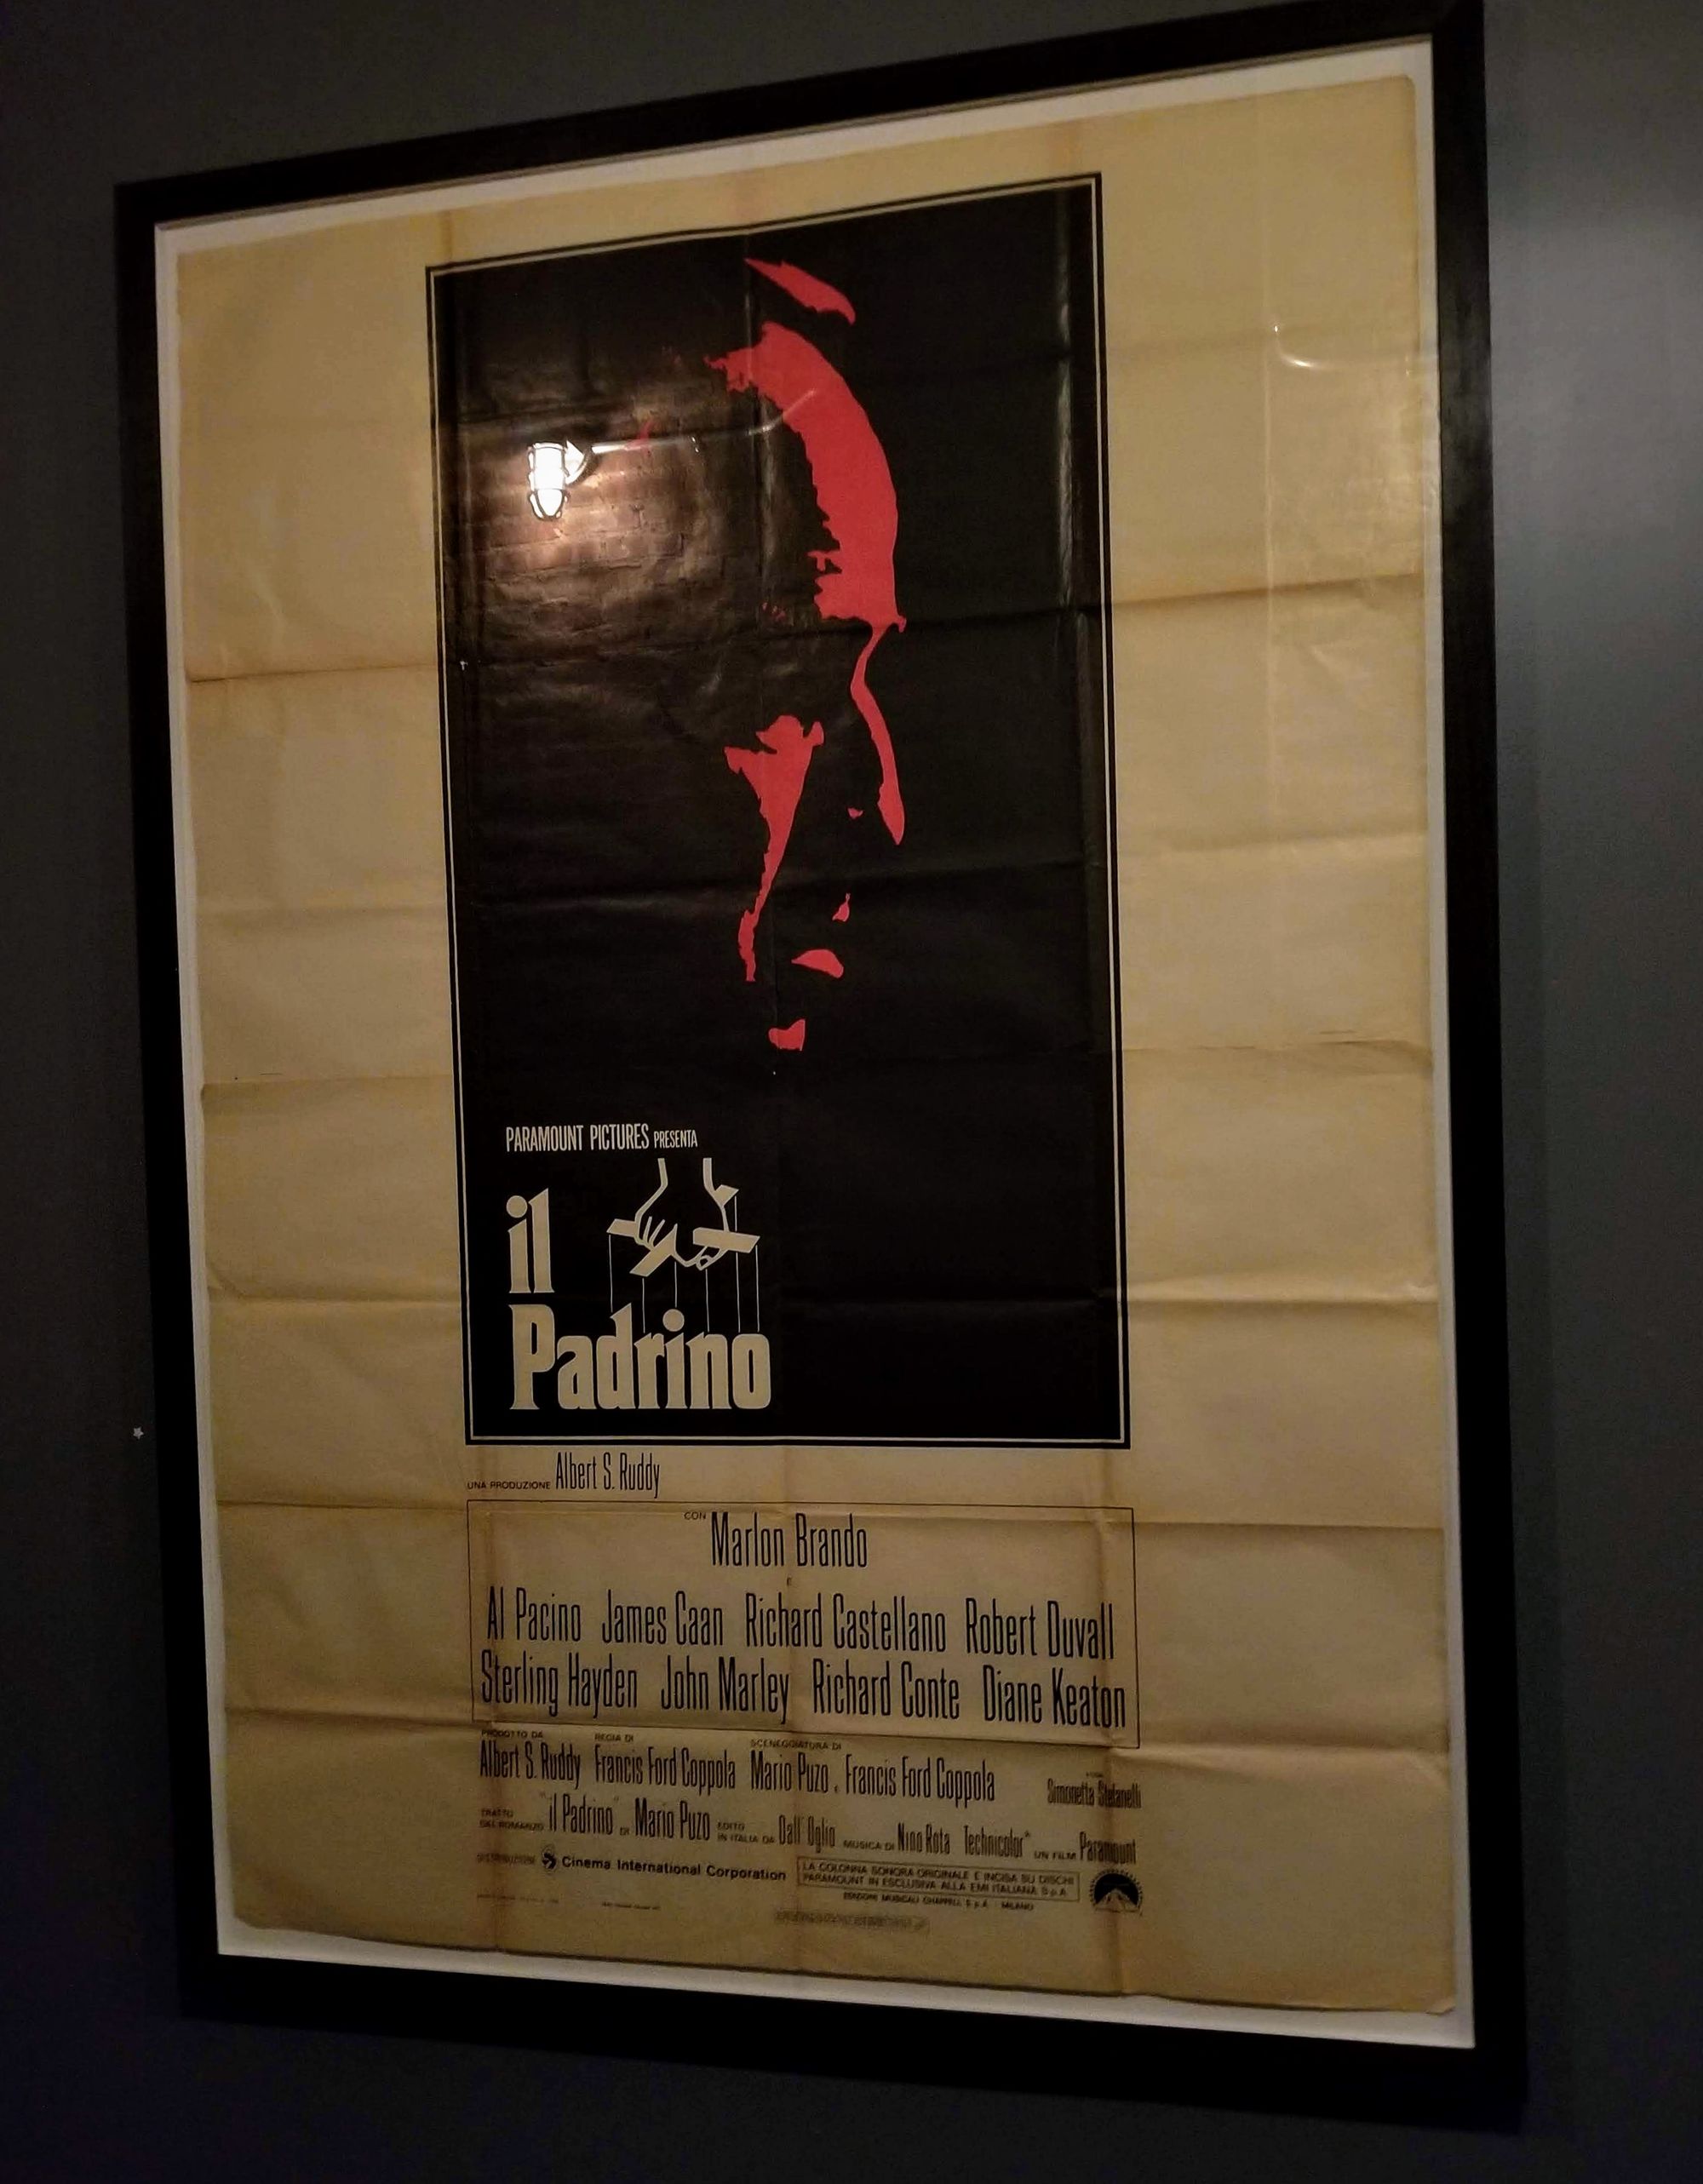 PARAMOUNT PICTURES PRESENTA
il
Padrino
UNA PRODUZIONE Albert S. Ruddy
CON Marlon Brando
E
Al Pacino James Caan Richard Castellano Robert Duvall
Sterling Hayden John Marley Richard Conte Diane Keaton
PRODOTTO DA REGIA DI SCENEGGIATURA DI
Albert S. Ruddy Francis Ford Coppola Mario Puzo e Francis Ford Coppola Simonetta Stefanelli
TRATTO DAL ROMANZO "il Padrino" DI Mario Puzo EDITO IN ITALIA DA Dall'Oglio MUSICA DI Nino Rota Technicolor® UN FILM Paramount
DISTRIBUZIONE Cinema International Corporation
LA COLONNA SONORA ORIGINALE È INCISA SU DISCHI
PARAMOUNT IN ESCLUSIVA ALLA EMI ITALIANA S.p.A.
EDIZIONI MUSICALI CHAPPELL S.p.A. MILANO